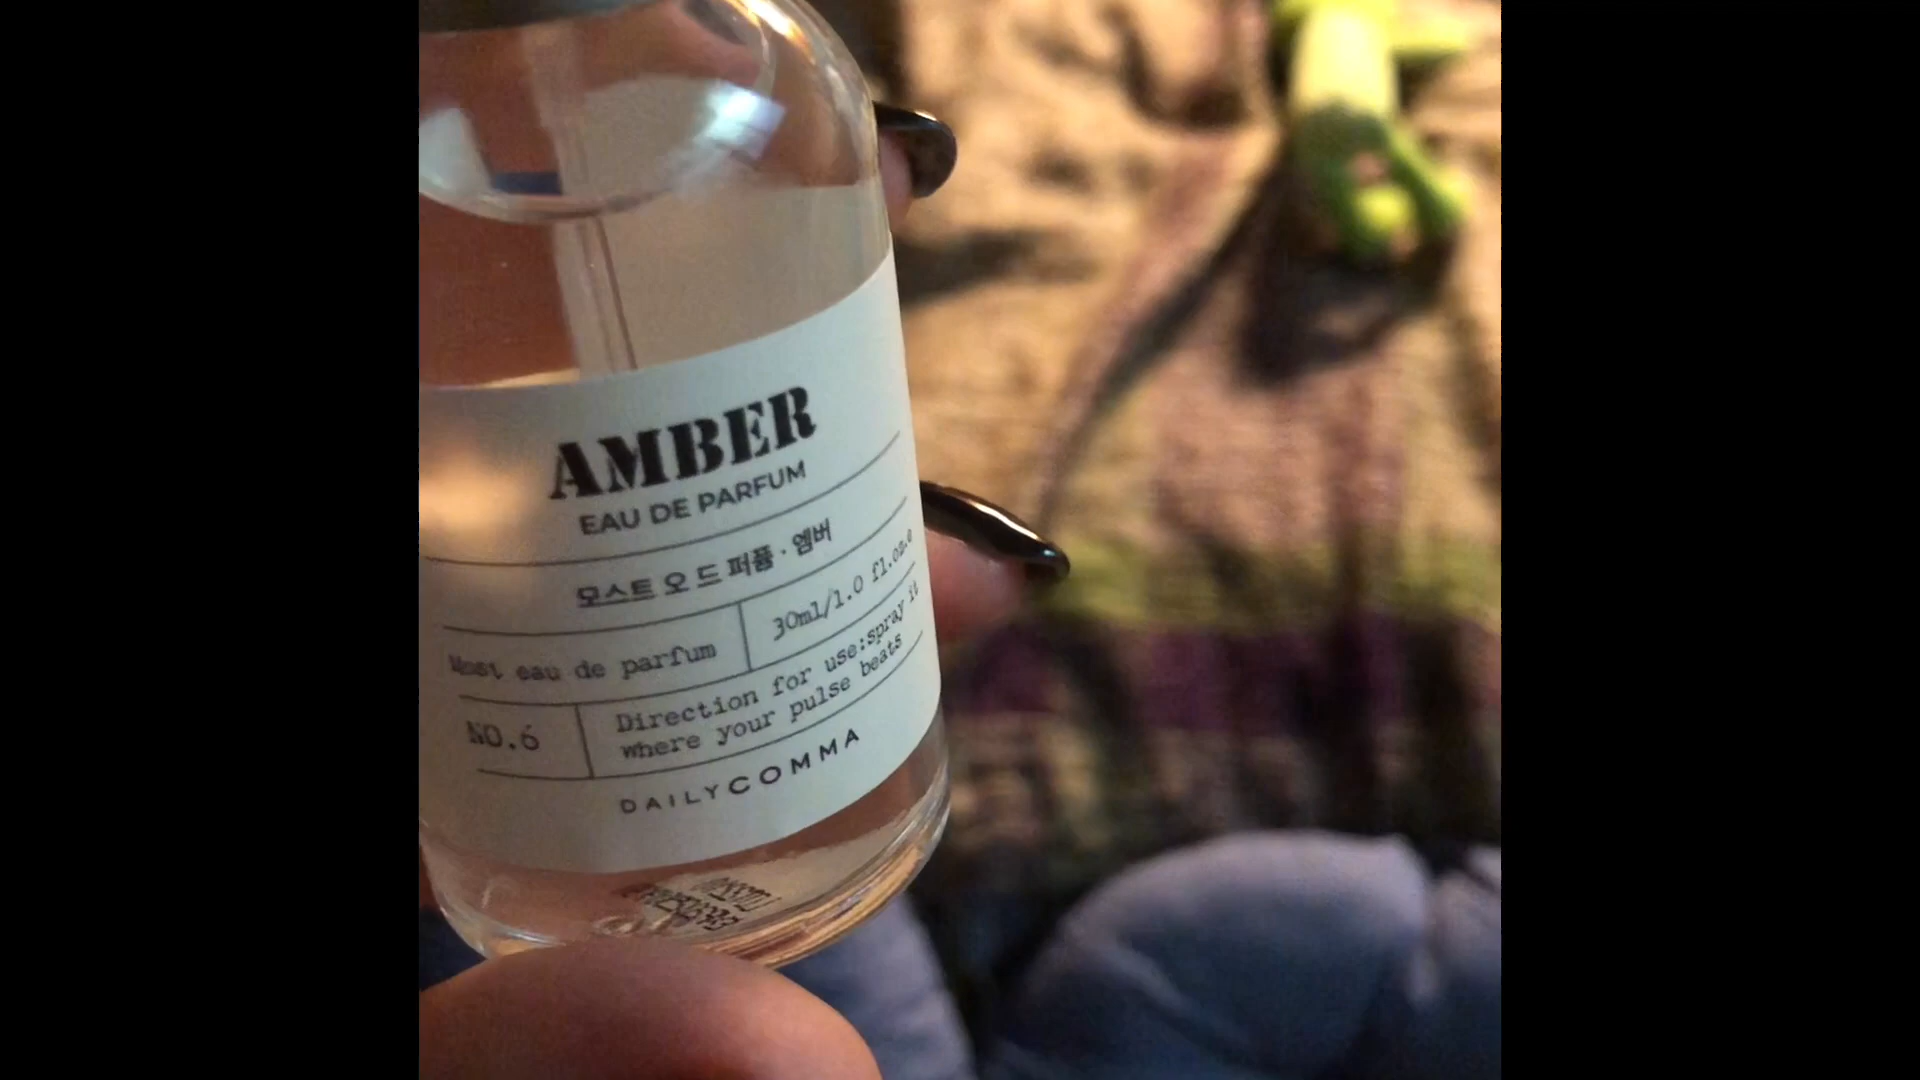 AMBER
EAU DE PARFUM
모스트 오 드 퍼퓸 · 엠버
Most eau de parfum
30ml/1.0 fl.oz.e
NO.6
Direction for use:spray it
where your pulse beats
DAILYCOMMA